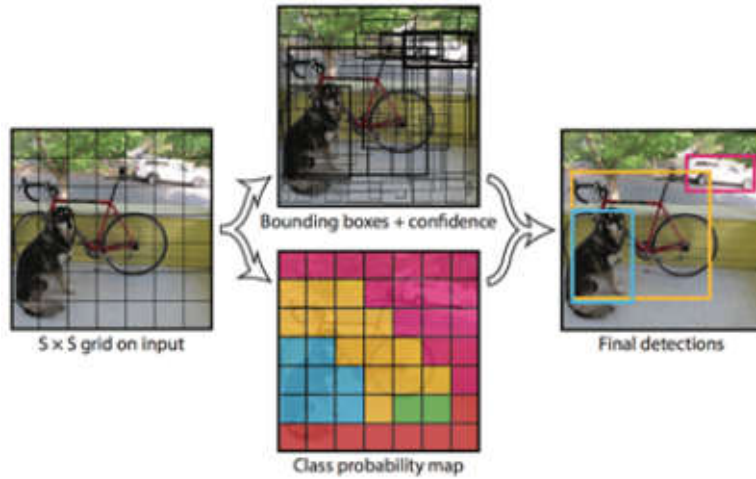 Bounding boxes + confidence
S × S grid on input
Final detections
Class probability map